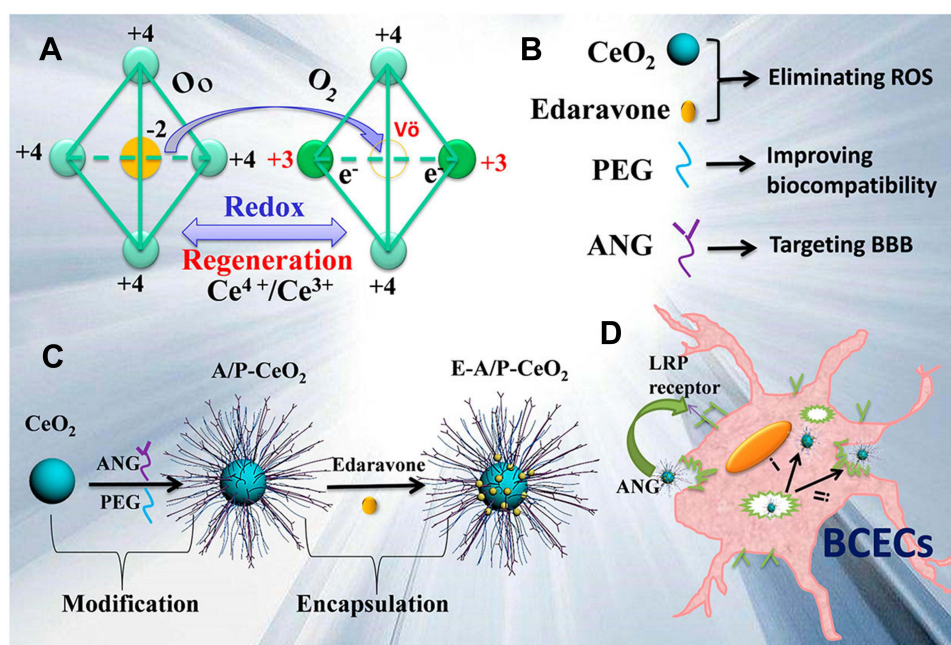 A
+4
Oo
O₂
+4
-2
+4
+4
+4
Vö
+3
e-
e-
+3
Redox
Regeneration
Ce⁴ ⁺/Ce³⁺
+4
+4
B
CeO₂
Edaravone
Eliminating ROS
PEG
Improving
biocompatibility
ANG
Targeting BBB
C
CeO₂
ANG
PEG
A/P-CeO₂
Edaravone
E-A/P-CeO₂
Modification
Encapsulation
D
LRP
receptor
ANG
i
ii
BCECs